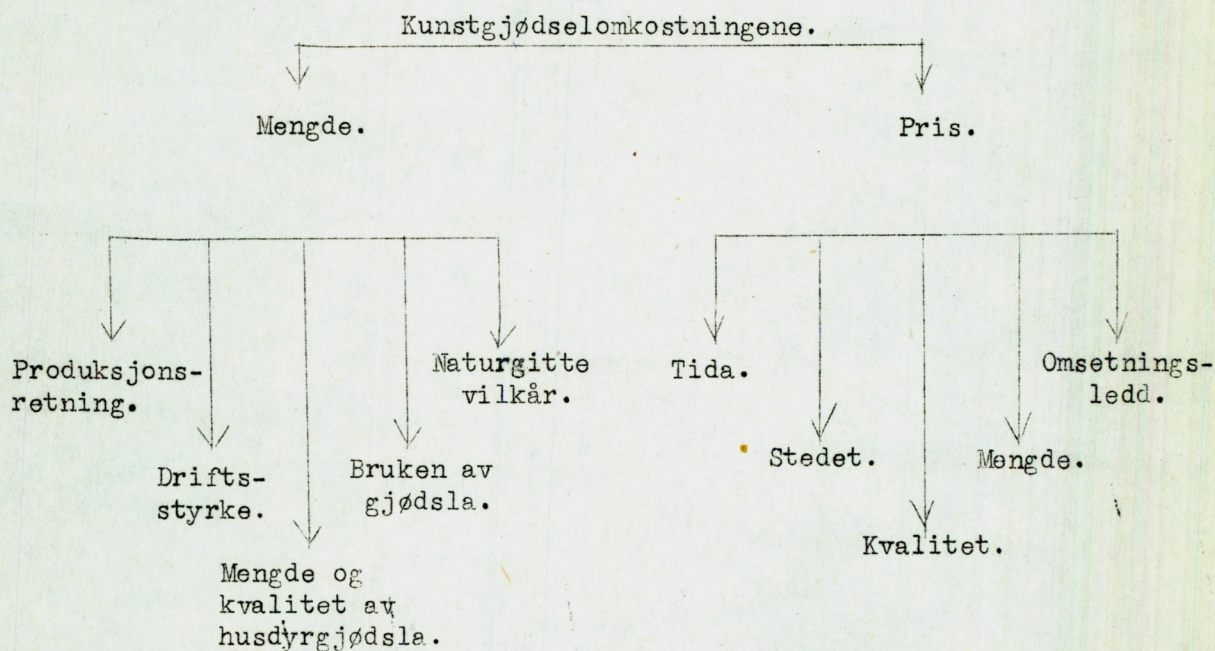 Kunstgjødselomkostningene.
Mengde.
Pris.
Produksjons-
retning.
Drifts-
styrke.
Mengde og
kvalitet av
husdyrgjødsla.
Bruken av
gjødsla.
Naturgitte
vilkår.
Tida.
Stedet.
Kvalitet.
Mengde.
Omsetnings-
ledd.